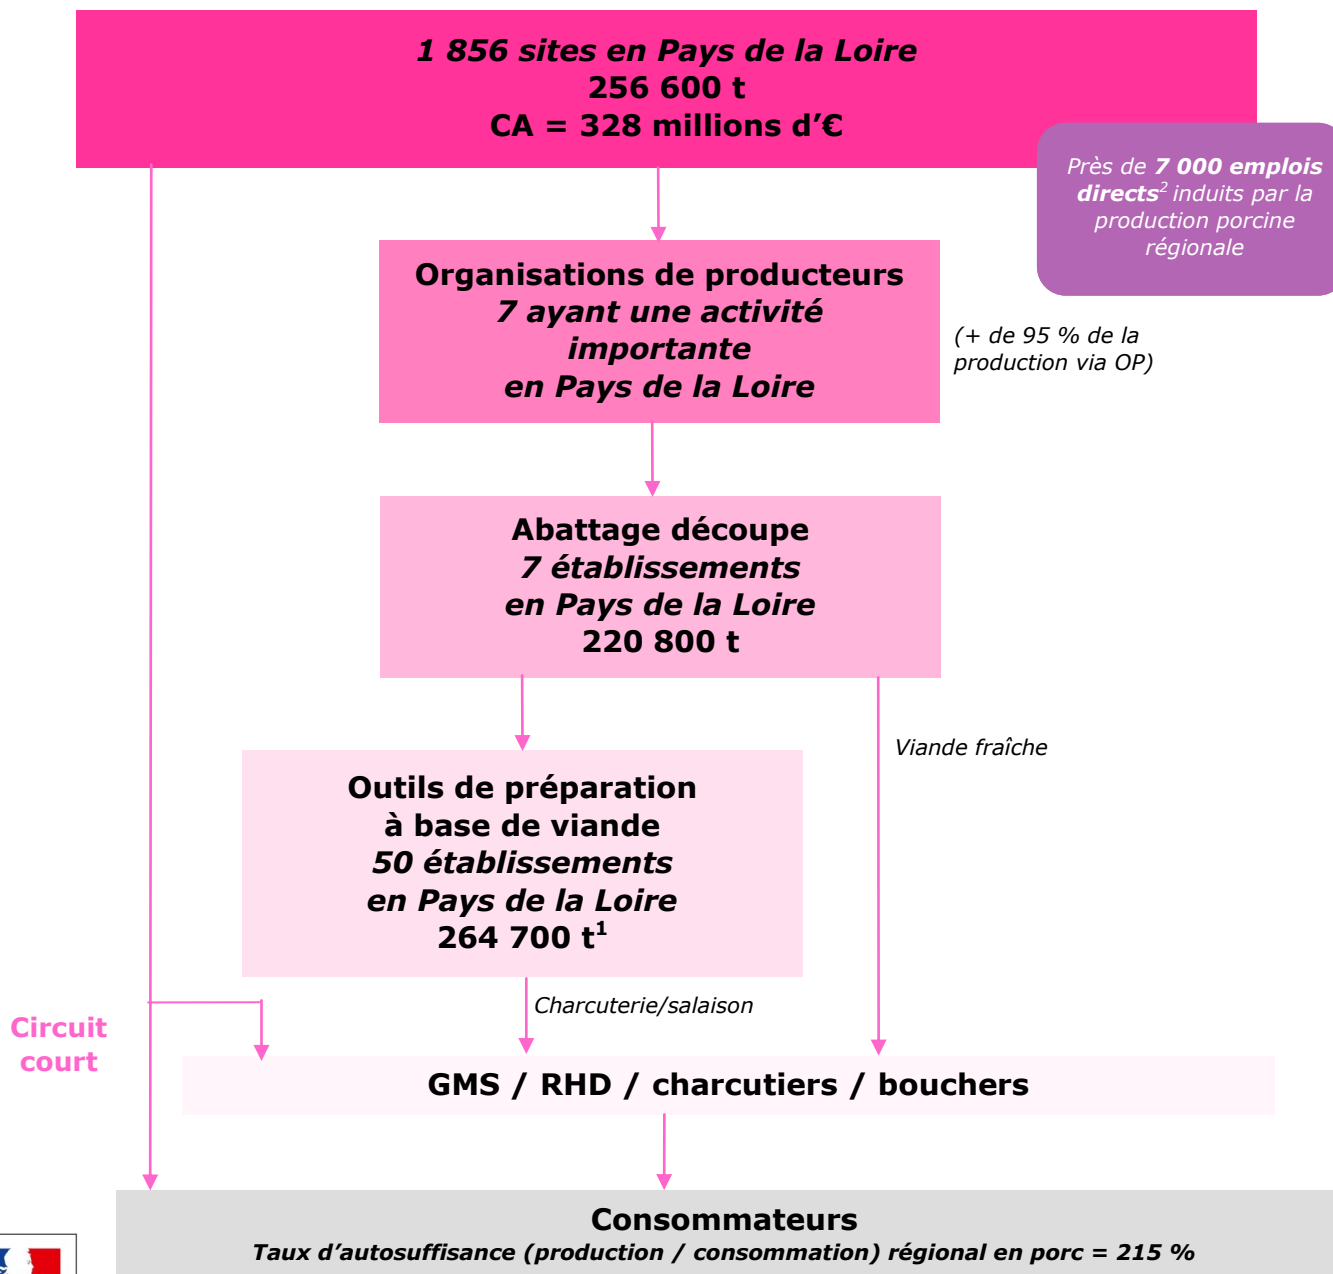 1 856 sites en Pays de la Loire
256 600 t
CA = 328 millions d’€
Près de 7 000 emplois
directs² induits par la
production porcine
régionale
Organisations de producteurs
7 ayant une activité
importante
en Pays de la Loire
(+ de 95 % de la
production via OP)
Abattage découpe
7 établissements
en Pays de la Loire
220 800 t
Viande fraîche
Outils de préparation
à base de viande
50 établissements
en Pays de la Loire
264 700 t¹
Charcuterie/salaison
Circuit
court
GMS / RHD / charcutiers / bouchers
Consommateurs
Taux d’autosuffisance (production / consommation) régional en porc = 215 %